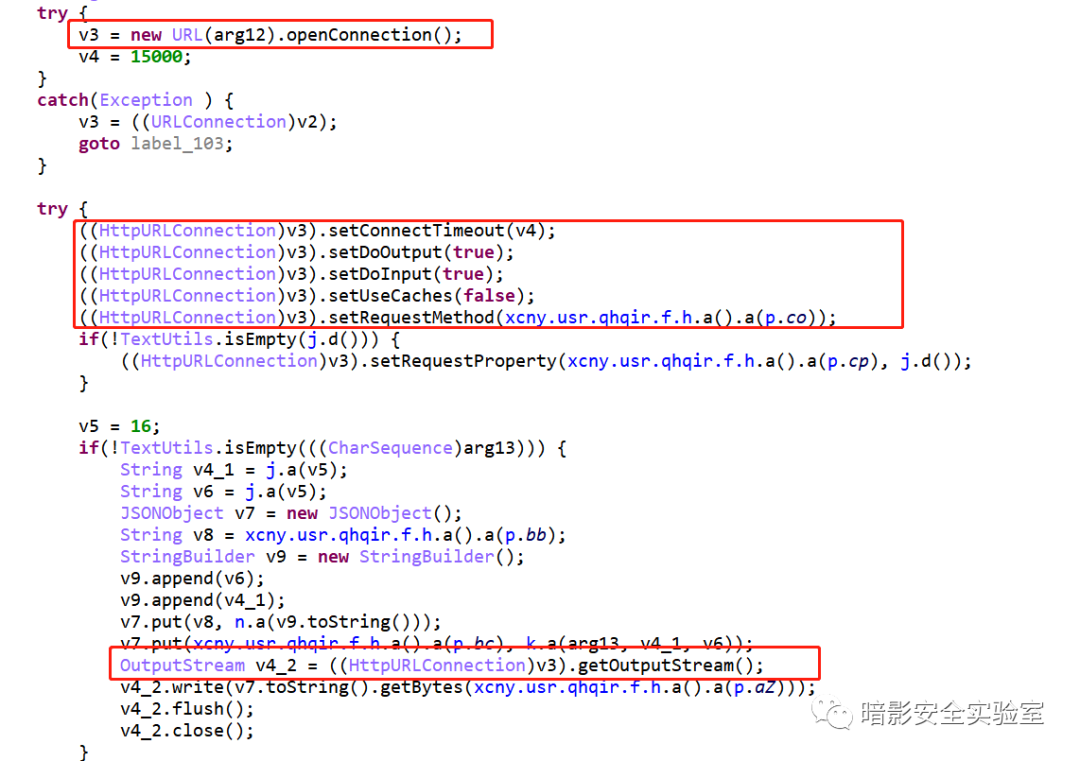 try {
v3 = new URL(arg12).openConnection();
v4 = 15000;
}
catch(Exception ) {
v3 = ((URLConnection)v2);
goto label_103;
}
try {
((HttpURLConnection)v3).setConnectTimeout(v4);
((HttpURLConnection)v3).setDoOutput(true);
((HttpURLConnection)v3).setDoInput(true);
((HttpURLConnection)v3).setUseCaches(false);
((HttpURLConnection)v3).setRequestMethod(xcny.usr.qhqir.f.h.a().a(p.co));
if(!TextUtils.isEmpty(j.d())) {
((HttpURLConnection)v3).setRequestProperty(xcny.usr.qhqir.f.h.a().a(p.cp), j.d());
}
v5 = 16;
if(!TextUtils.isEmpty(((CharSequence)arg13))) {
String v4_1 = j.a(v5);
String v6 = j.a(v5);
JSONObject v7 = new JSONObject();
String v8 = xcny.usr.qhqir.f.h.a().a(p.bb);
StringBuilder v9 = new StringBuilder();
v9.append(v6);
v9.append(v4_1);
v7.put(v8, n.a(v9.toString()));
v7.put(xcny.usr.qhqir.f.h.a().a(p.bc), k.a(arg13, v4_1, v6));
OutputStream v4_2 = ((HttpURLConnection)v3).getOutputStream();
v4_2.write(v7.toString().getBytes(xcny.usr.qhqir.f.h.a().a(p.aZ)));
v4_2.flush();
v4_2.close();
}
暗影安全实验室